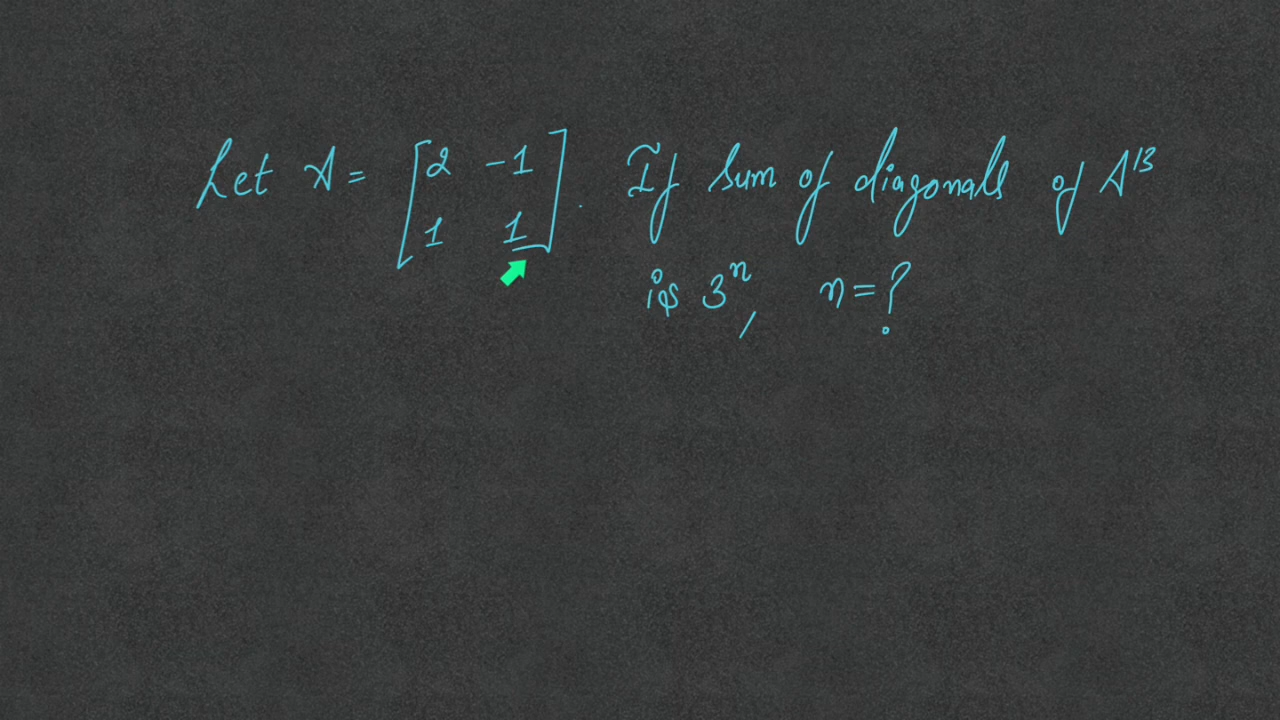 Let A = [2 -1]. If Sum of diagonals of A^13
[1 1]
is 3^n, n=?